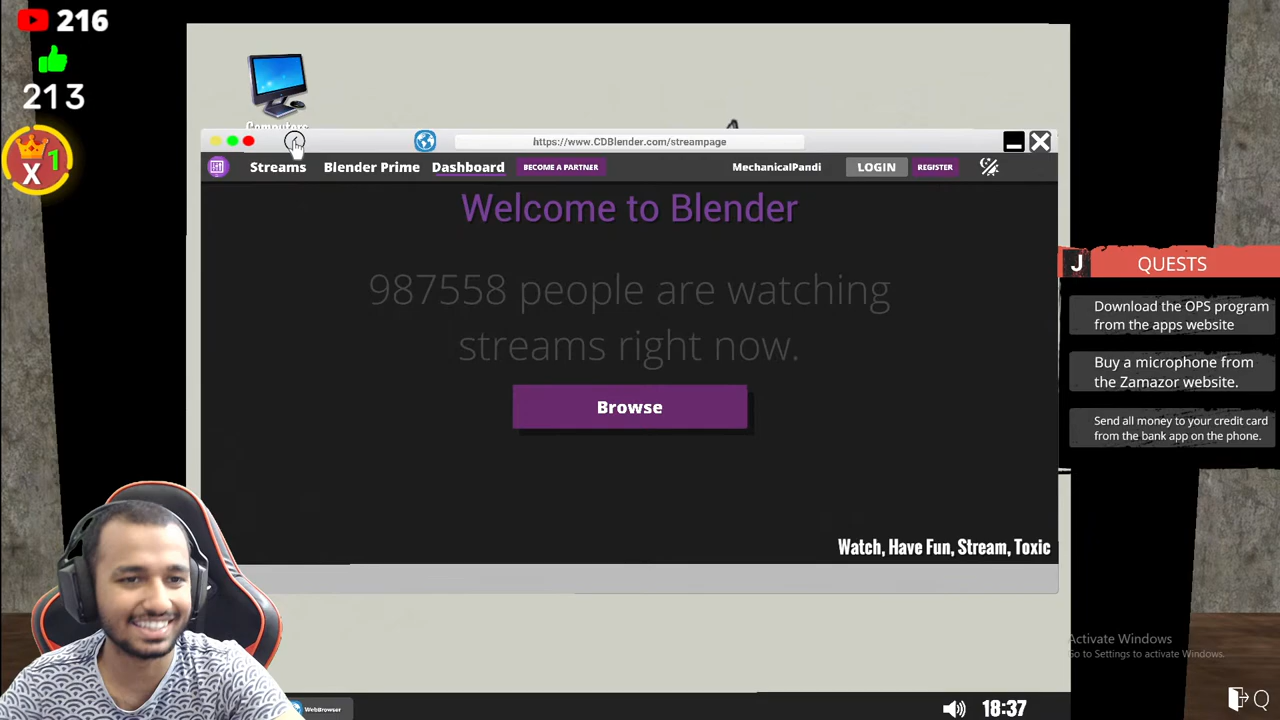 216
213
X 1
Computers
https://www.CDBlender.com/streampage
Streams
Blender Prime
Dashboard
BECOME A PARTNER
MechanicalPandi
LOGIN
REGISTER
Welcome to Blender
987558 people are watching
streams right now.
Browse
Watch, Have Fun, Stream, Toxic
J
QUESTS
Download the OPS program
from the apps website
Buy a microphone from
the Zamazor website.
Send all money to your credit card
from the bank app on the phone.
Activate Windows
Go to Settings to activate Windows.
WebBrowser
18:37
Q